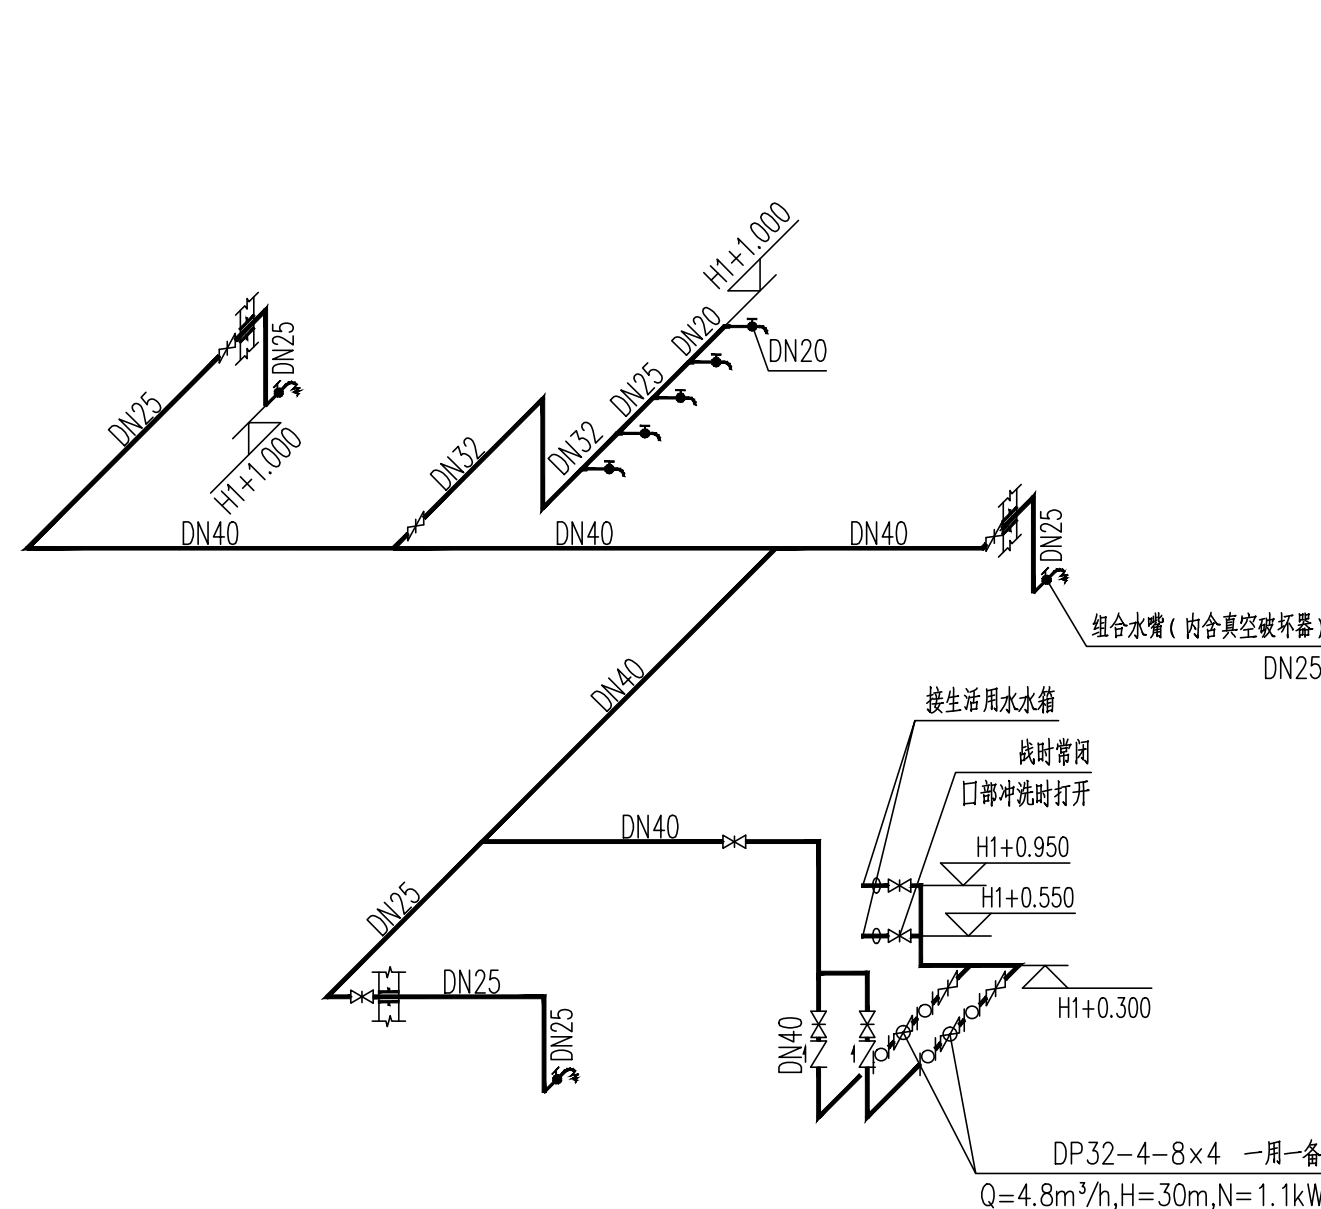 H1+1.000
DN20
DN20
DN25
DN25
DN25
DN32
DN32
H1+1.000
DN40
DN40
DN40
DN25
组合水嘴(内含真空破坏器)
DN25
DN40
接生活用水水箱
战时常闭
口部冲洗时打开
DN40
H1+0.950
H1+0.550
DN25
DN25
H1+0.300
DN25
DN40
DP32-4-8×4 一用一备
Q=4.8m³/h,H=30m,N=1.1kW